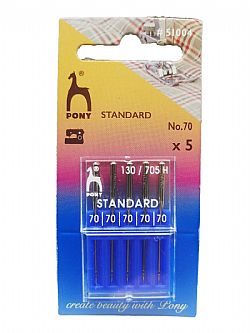 # 51004
PONY
STANDARD
No.70
x 5
130 / 705 H
STANDARD
70 70 70 70 70
create beauty with Pony